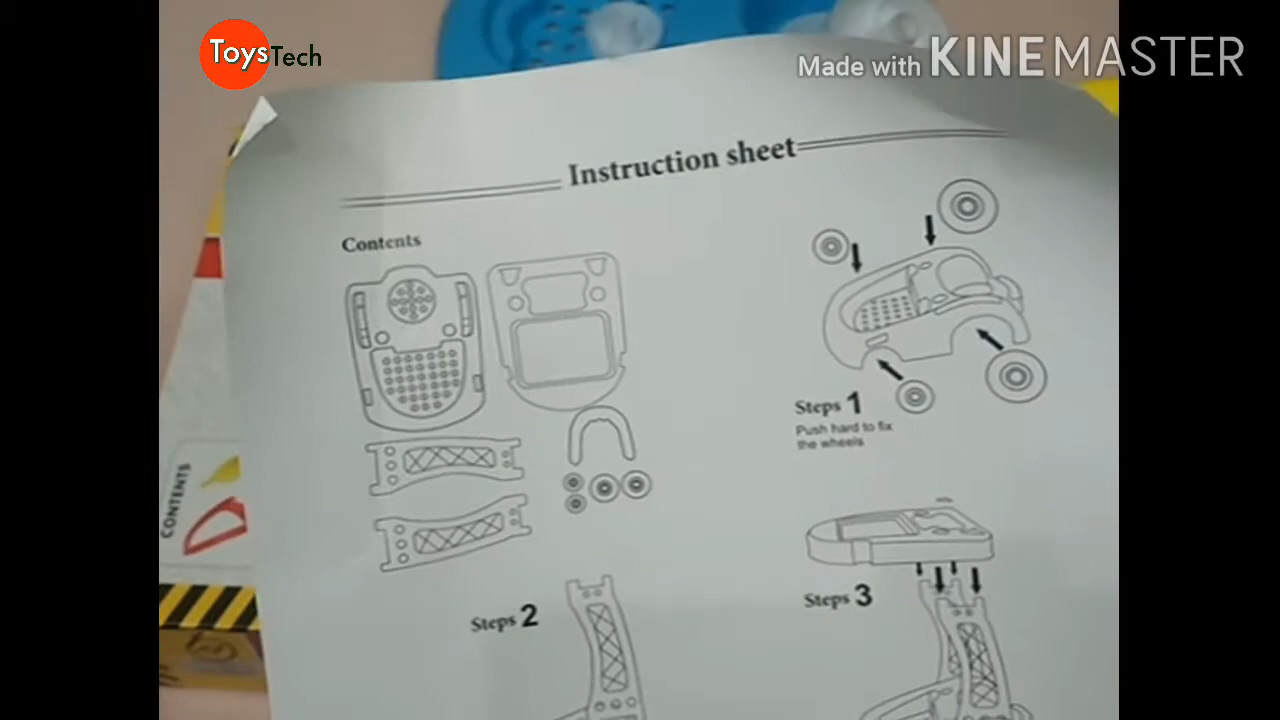 ToysTech
Made with KINEMASTER
Instruction sheet
Contents
Steps 1
Push hard to fix
the wheels
CONTENTS
Steps 2
Steps 3